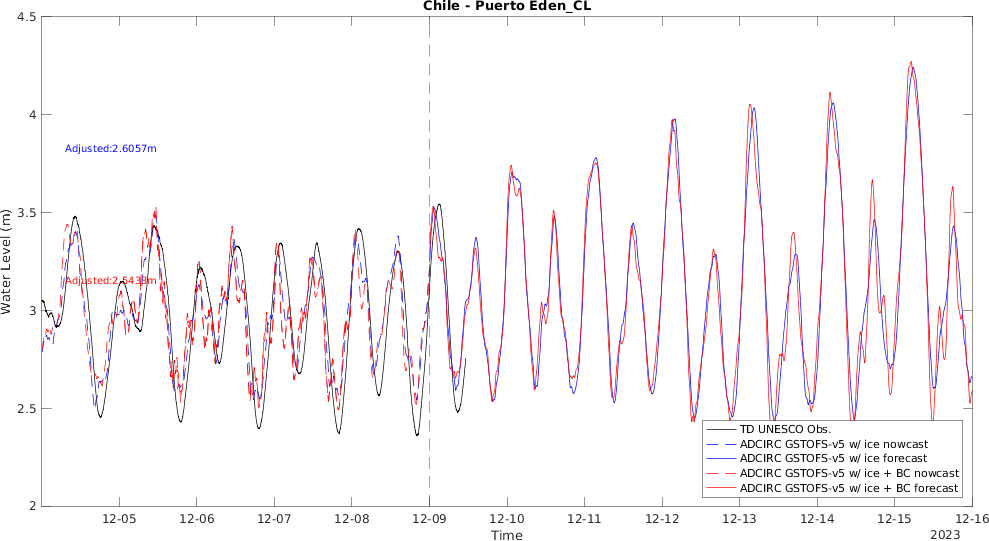 Chile - Puerto Eden_CL
4.5
4
3.5
3
2.5
2
Water Level (m)
Adjusted:2.6057m
Adjusted:2.5433m
TD UNESCO Obs.
ADCIRC GSTOFS-v5 w/ ice nowcast
ADCIRC GSTOFS-v5 w/ ice forecast
ADCIRC GSTOFS-v5 w/ ice + BC nowcast
ADCIRC GSTOFS-v5 w/ ice + BC forecast
12-05 12-06 12-07 12-08 12-09 12-10 12-11 12-12 12-13 12-14 12-15 12-16
Time
2023